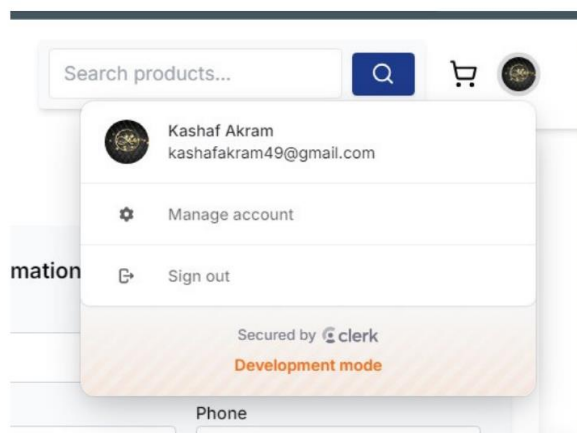 Search products...
Kashaf Akram
kashafakram49@gmail.com
Manage account
mation
Sign out
Secured by clerk
Development mode
Phone